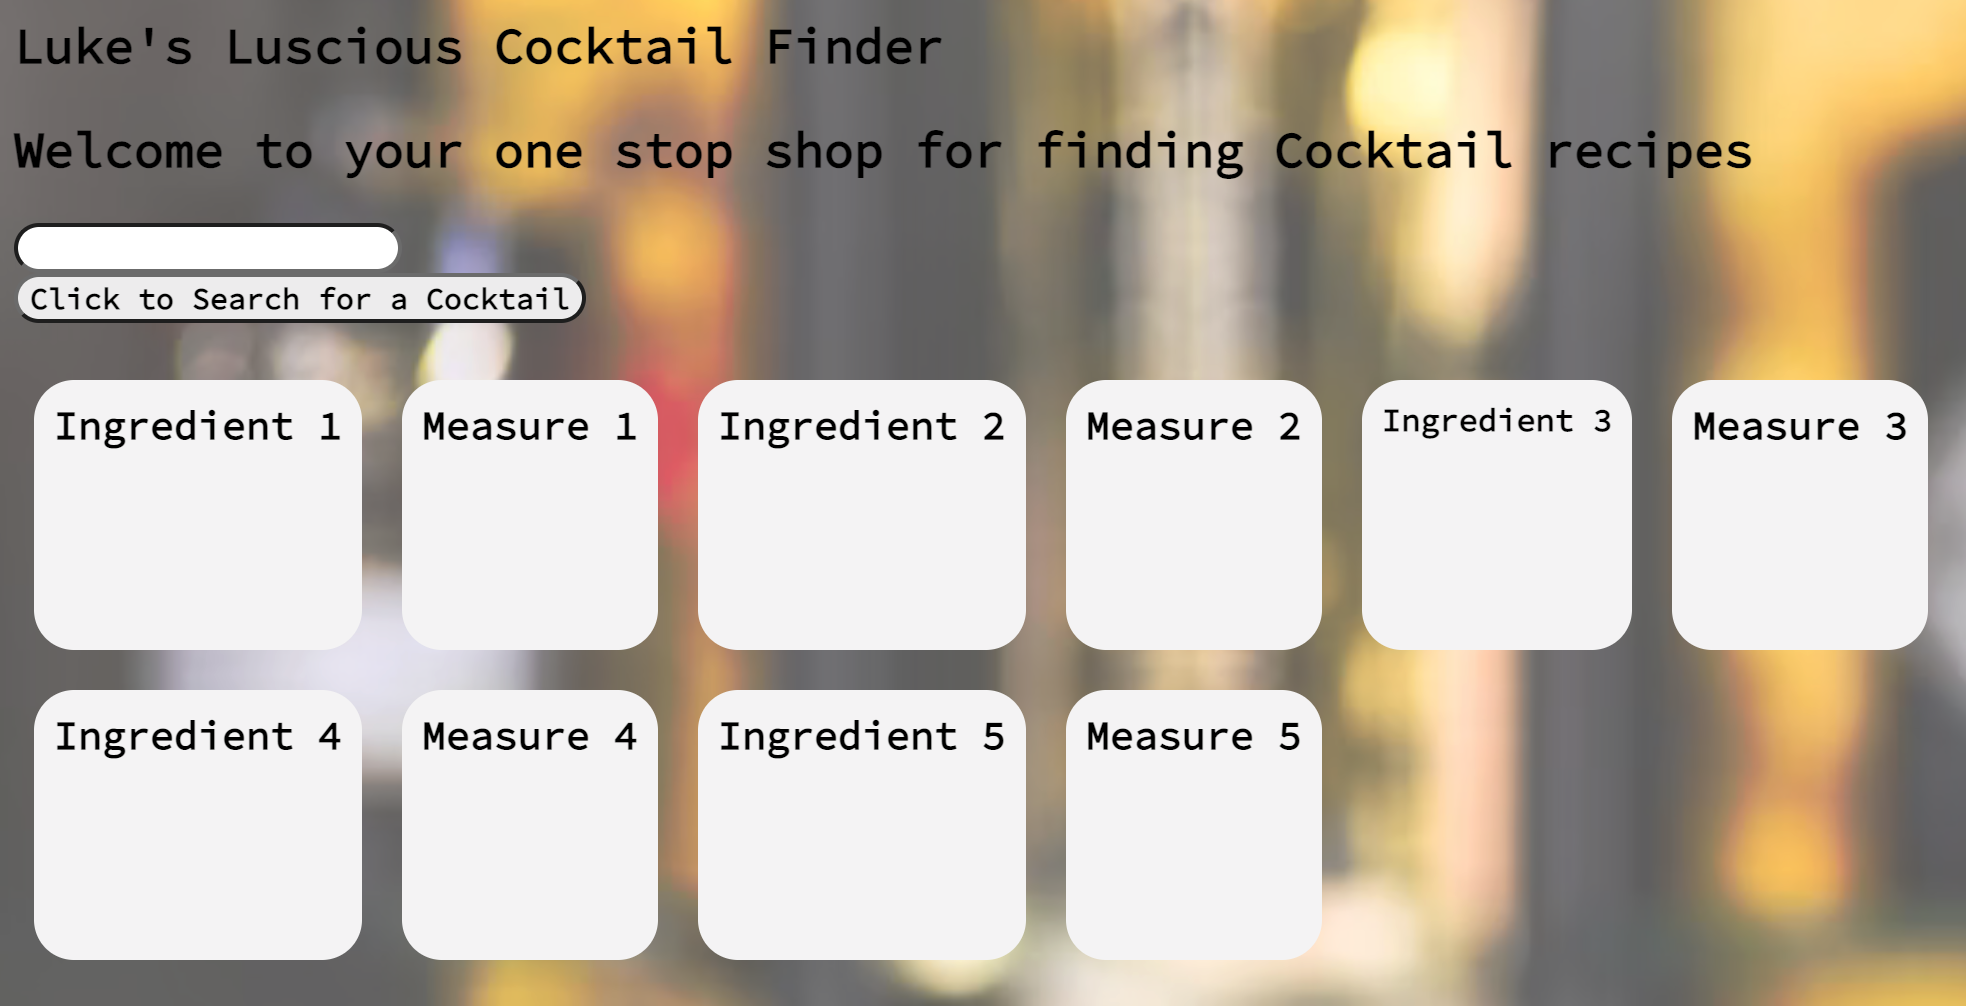 Luke's Luscious Cocktail Finder
Welcome to your one stop shop for finding Cocktail recipes
Click to Search for a Cocktail
Ingredient 1 Measure 1 Ingredient 2 Measure 2 Ingredient 3 Measure 3
Ingredient 4 Measure 4 Ingredient 5 Measure 5